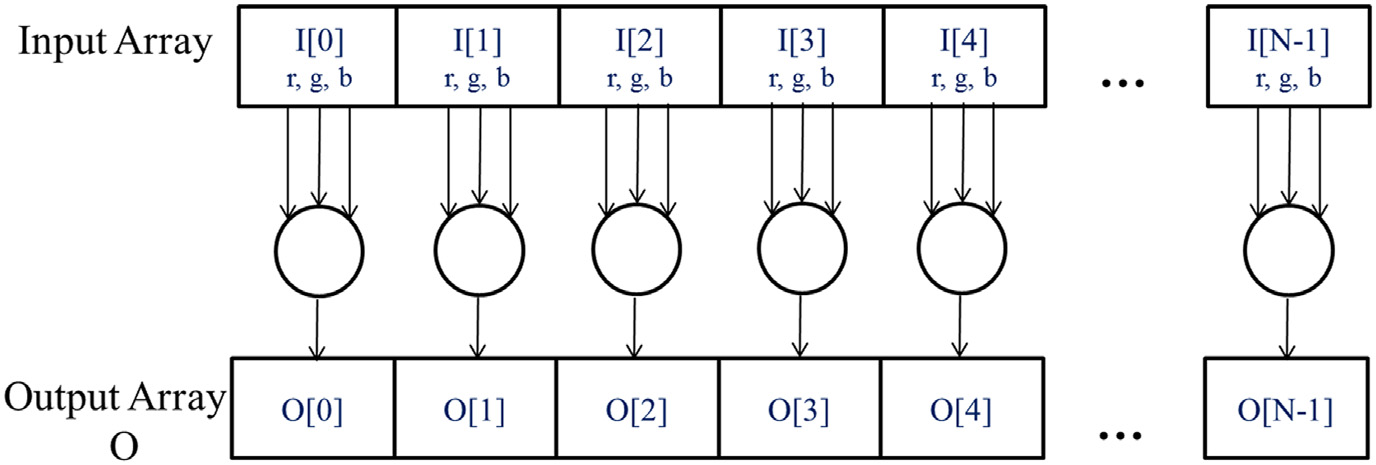 Input Array
I[0] I[1] I[2] I[3] I[4] ... I[N-1]
r, g, b r, g, b r, g, b r, g, b r, g, b r, g, b
Output Array
O
O[0] O[1] O[2] O[3] O[4] ... O[N-1]